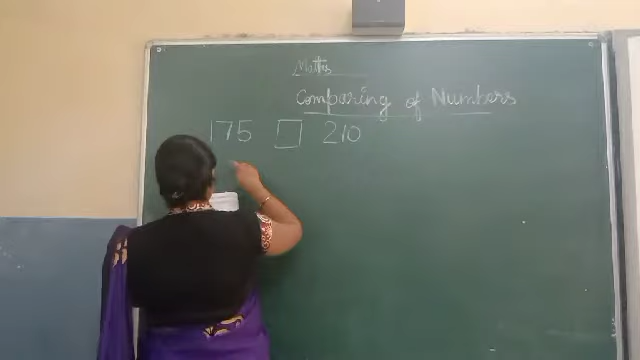 Maths
Comparing of Numbers
175 □ 210